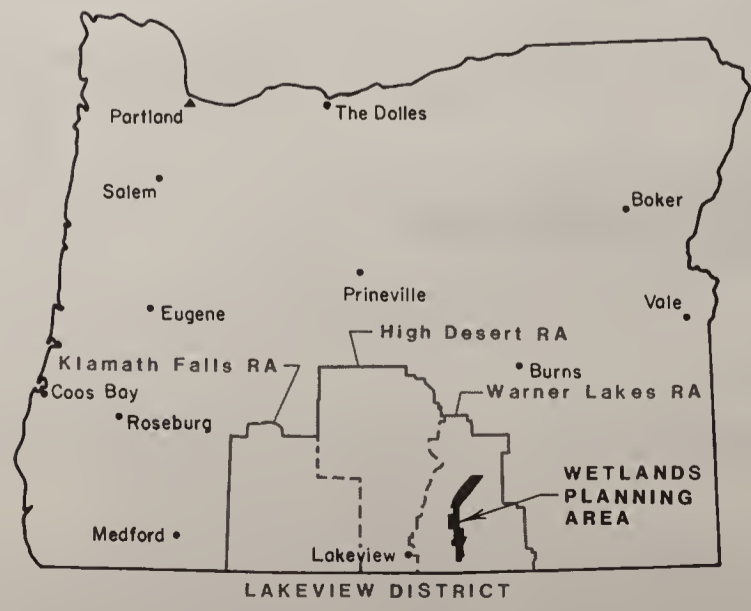 Partland
The Dolles
Salem
Boker
Prineville
Vale
Eugene
High Desert RA
Klamath Falls RA
Burns
Coos Bay
Warner Lakes RA
Roseburg
WETLANDS
PLANNING
AREA
Medford
Lakeview
LAKEVIEW DISTRICT